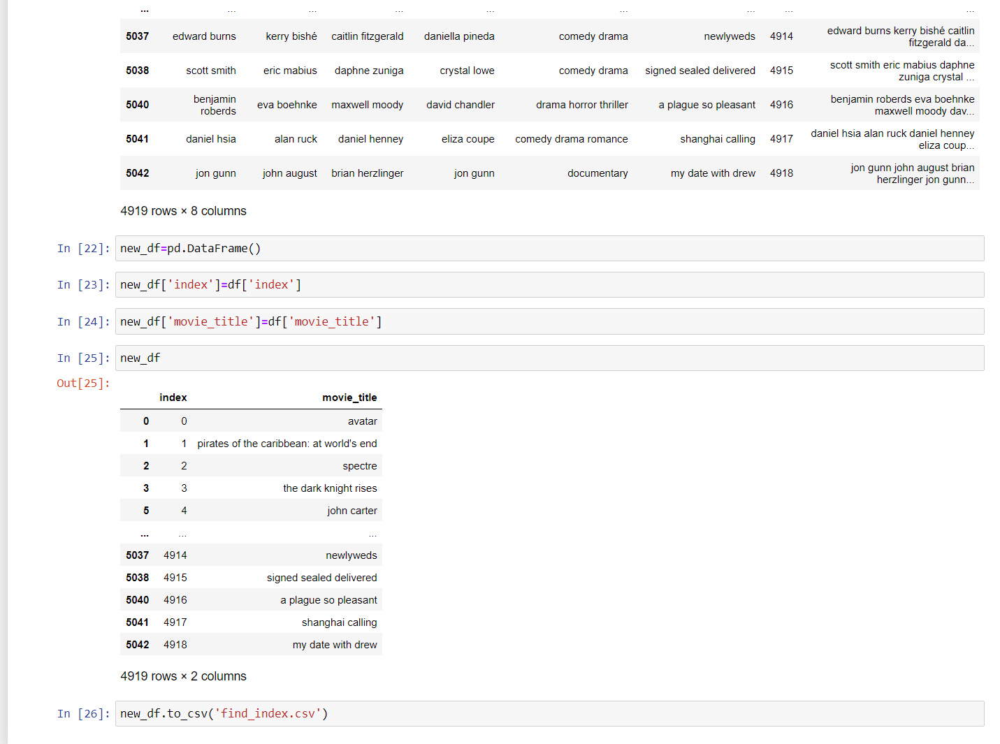 ... ... ... ... ... ... ... ... ...
5037 edward burns kerry bishé caitlin fitzgerald daniella pineda comedy drama newlyweds 4914 edward burns kerry bishé caitlin
fitzgerald da...
5038 scott smith eric mabius daphne zuniga crystal lowe comedy drama signed sealed delivered 4915 scott smith eric mabius daphne
zuniga crystal ...
5040 benjamin
roberds eva boehnke maxwell moody david chandler drama horror thriller a plague so pleasant 4916 benjamin roberds eva boehnke
maxwell moody dav...
5041 daniel hsia alan ruck daniel henney eliza coupe comedy drama romance shanghai calling 4917 daniel hsia alan ruck daniel henney
eliza coup...
5042 jon gunn john august brian herzlinger jon gunn documentary my date with drew 4918 jon gunn john august brian
herzlinger jon gunn...
4919 rows × 8 columns
In [22]: new_df=pd.DataFrame()
In [23]: new_df['index']=df['index']
In [24]: new_df['movie_title']=df['movie_title']
In [25]: new_df
Out[25]:
index movie_title
0 0 avatar
1 1 pirates of the caribbean: at world's end
2 2 spectre
3 3 the dark knight rises
5 4 john carter
... ... ...
5037 4914 newlyweds
5038 4915 signed sealed delivered
5040 4916 a plague so pleasant
5041 4917 shanghai calling
5042 4918 my date with drew
4919 rows × 2 columns
In [26]: new_df.to_csv('find_index.csv')